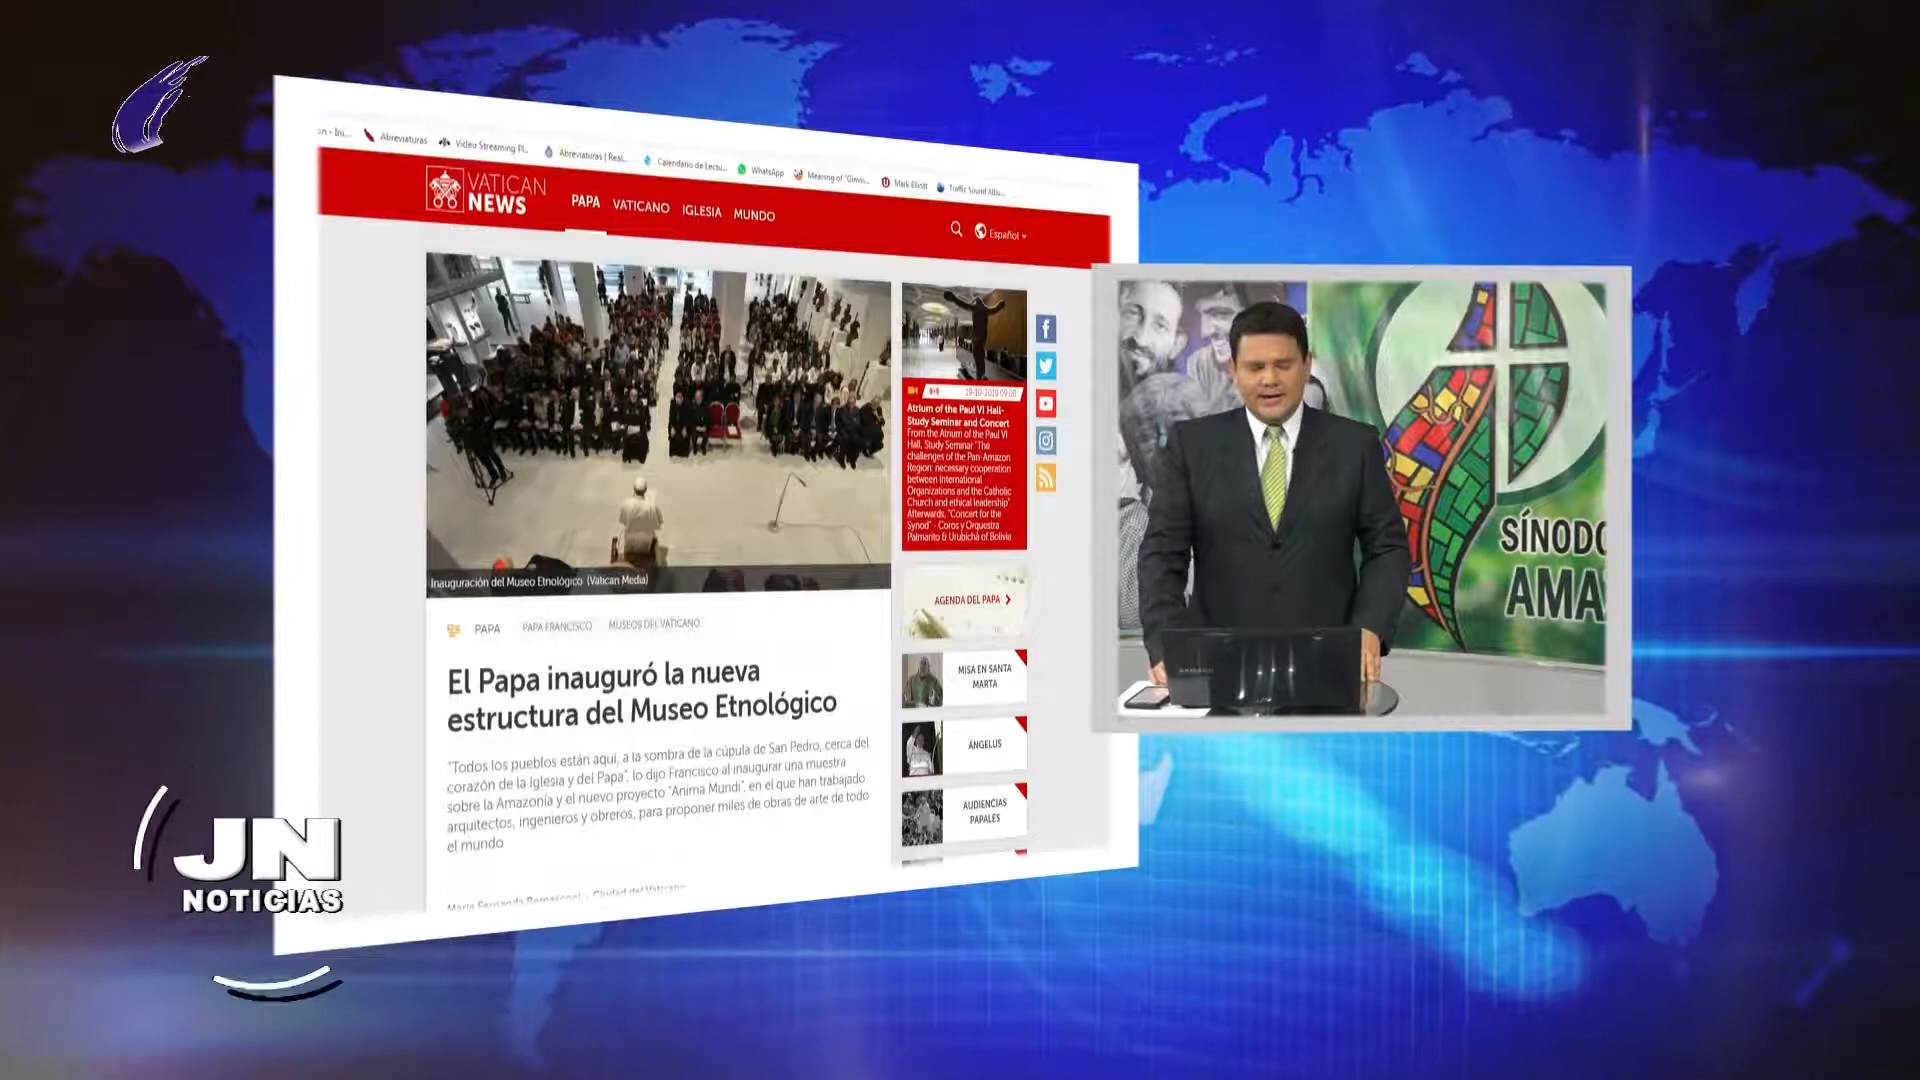 Abreviaturas
Video Streaming Pl...
Abreviaturas | Real...
Calendario de Lectu...
WhatsApp
Mark Elliott
Traffic Sound Albu...
VATICAN
NEWS
PAPA
VATICANO
IGLESIA
MUNDO
Español
Inauguración del Museo Etnológico (Vatican Media)
PAPA
PAPA FRANCISCO
MUSEOS DEL VATICANO
El Papa inauguró la nueva
estructura del Museo Etnológico
"Todos los pueblos están aquí, a la sombra de la cúpula de San Pedro, cerca del
corazón de la Iglesia y del Papa", lo dijo Francisco al inaugurar una muestra
sobre la Amazonía y el nuevo proyecto "Anima Mundi", en el que han trabajado
arquitectos, ingenieros y obreros, para proponer miles de obras de arte de todo
el mundo
19-10-2019 09:00
Atrium of the Paul VI Hall-
Study Seminar and Concert
From the Atrium of the Paul VI
Hall, Study Seminar "The
challenges of the Pan-Amazon
Region: necessary cooperation
between International
Organizations and the Catholic
Church and ethical leadership"
Afterwards, "Concert for the
Synod" - Coros y Orquestra
Palmarito & Urubichà of Bolivia
AGENDA DEL PAPA
MISA EN SANTA
MARTA
ÁNGELUS
AUDIENCIAS
PAPALES
SÍNODO
AMA
JN
NOTICIAS